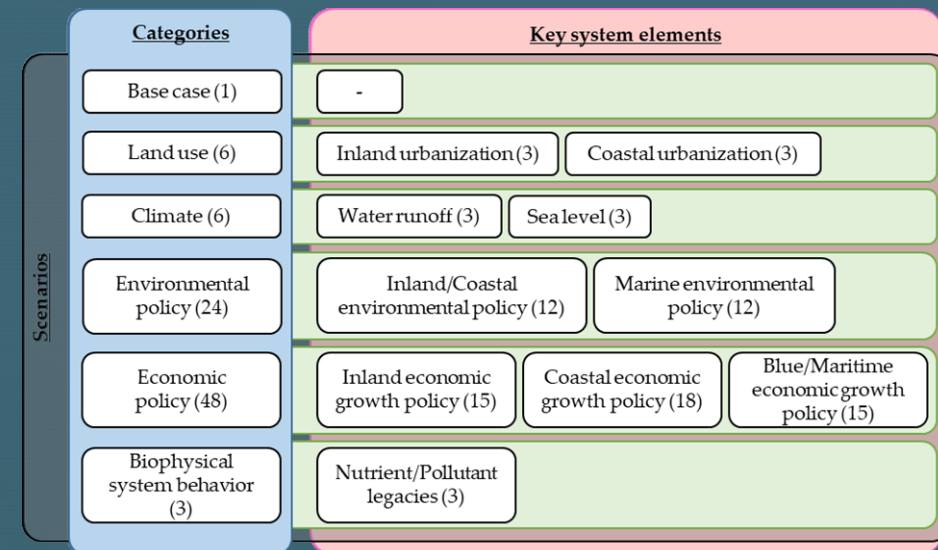 Categories
Key system elements
Scenarios
Base case (1)
-
Land use (6)
Inland urbanization (3)
Coastal urbanization (3)
Climate (6)
Water runoff (3)
Sea level (3)
Environmental
policy (24)
Inland/Coastal
environmental policy (12)
Marine environmental
policy (12)
Economic
policy (48)
Inland economic
growth policy (15)
Coastal economic
growth policy (18)
Blue/Maritime
economic growth
policy (15)
Biophysical
system behavior
(3)
Nutrient/Pollutant
legacies (3)